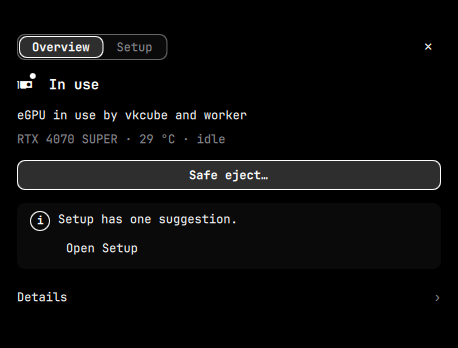 Overview Setup ×
In use
eGPU in use by vkcube and worker
RTX 4070 SUPER · 29 °C · idle
Safe eject…
i Setup has one suggestion.
Open Setup
Details ›